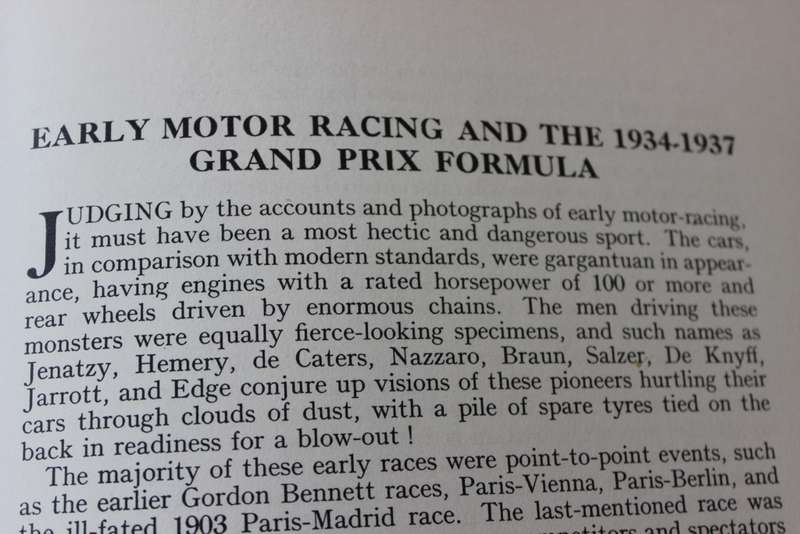 EARLY MOTOR RACING AND THE 1934-1937
GRAND PRIX FORMULA
JUDGING by the accounts and photographs of early motor-racing,
it must have been a most hectic and dangerous sport. The cars,
in comparison with modern standards, were gargantuan in appear-
ance, having engines with a rated horsepower of 100 or more and
rear wheels driven by enormous chains. The men driving these
monsters were equally fierce-looking specimens, and such names as
Jenatzy, Hemery, de Caters, Nazzaro, Braun, Salzer, De Knyff,
Jarrott, and Edge conjure up visions of these pioneers hurtling their
cars through clouds of dust, with a pile of spare tyres tied on the
back in readiness for a blow-out !
The majority of these early races were point-to-point events, such
as the earlier Gordon Bennett races, Paris-Vienna, Paris-Berlin, and
the ill-fated 1903 Paris-Madrid race. The last-mentioned race was
and spectators